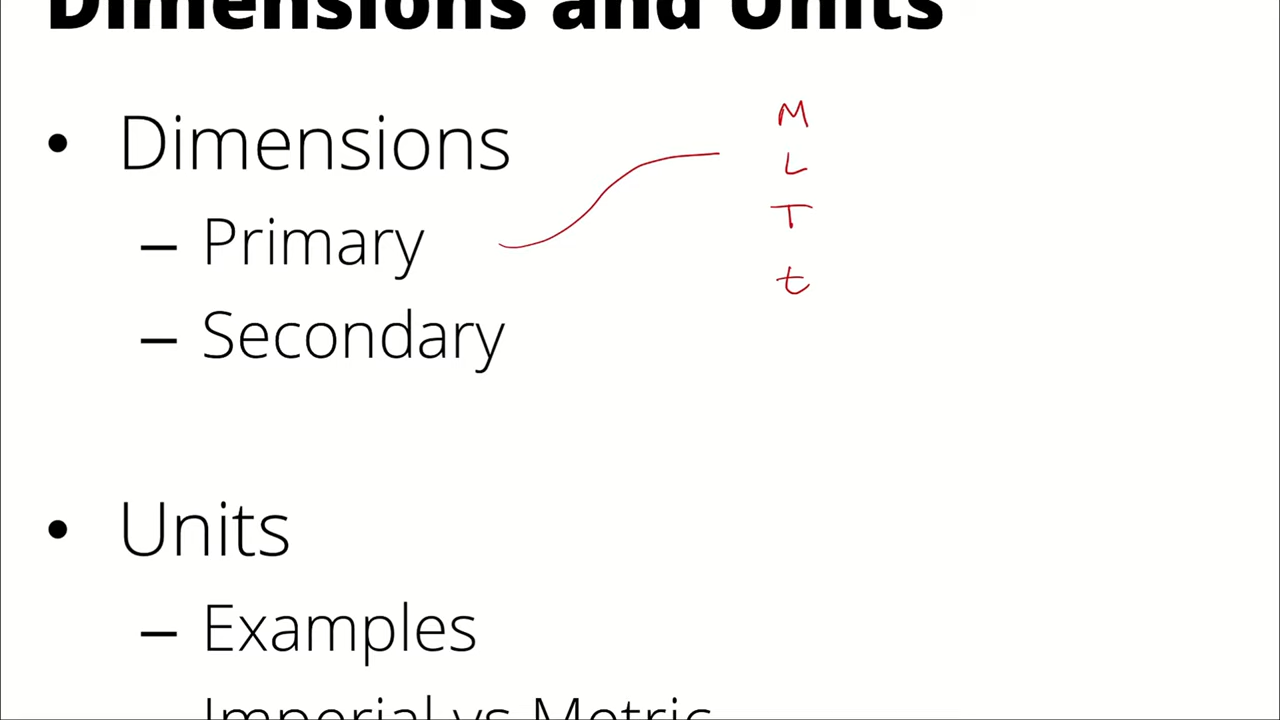 Dimensions and Units
• Dimensions
– Primary
– Secondary
M
L
T
t
• Units
– Examples
Imperial vs Metric